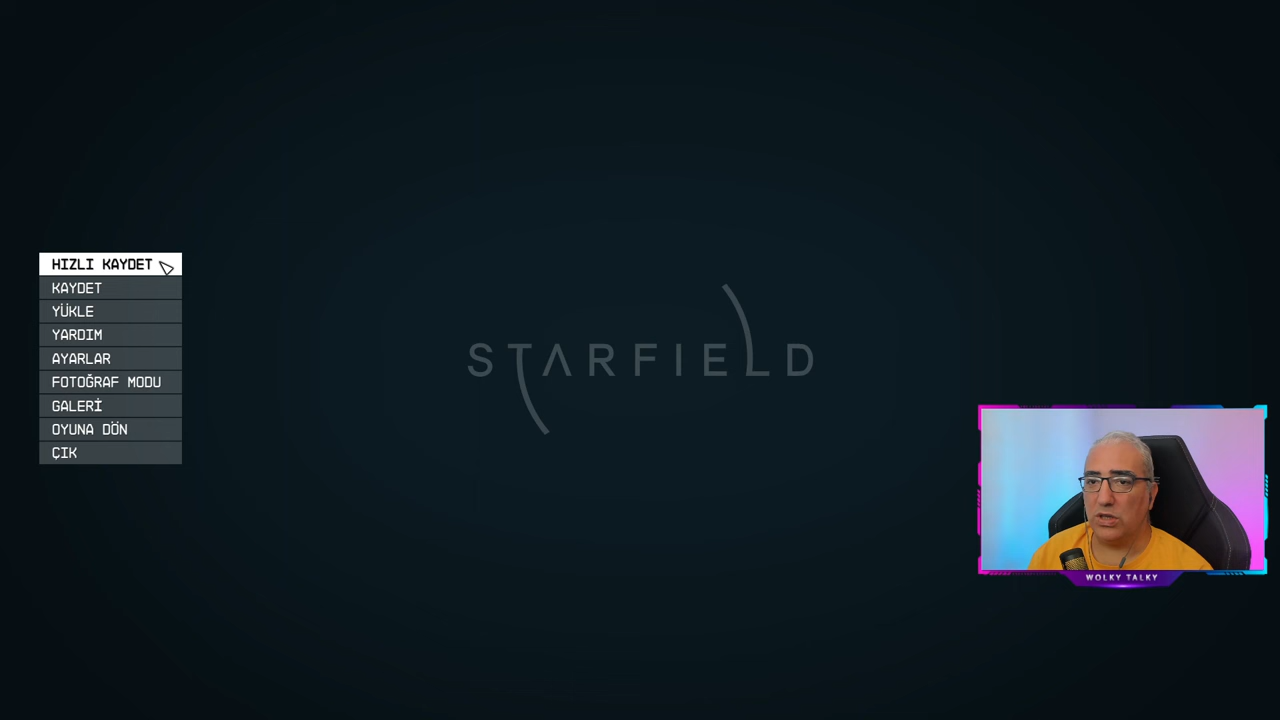 HIZLI KAYDET
KAYDET
YÜKLE
YARDIM
AYARLAR
FOTOĞRAF MODU
GALERİ
OYUNA DÖN
ÇIK
STARFIELD
WOLKY TALKY